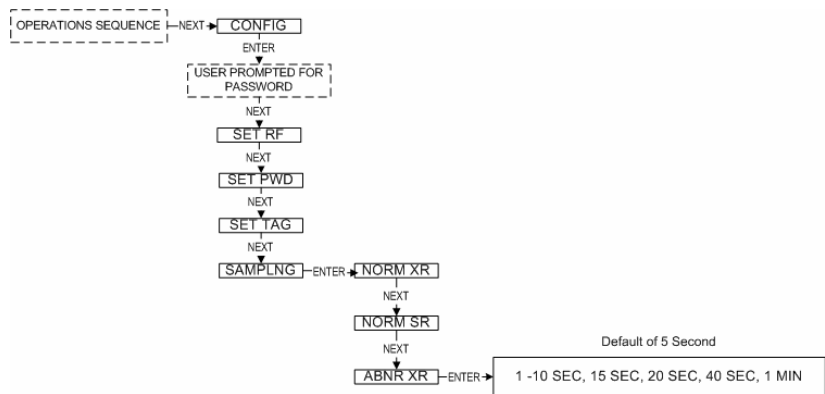 OPERATIONS SEQUENCE
NEXT
CONFIG
ENTER
USER PROMPTED FOR
PASSWORD
NEXT
SET RF
NEXT
SET PWD
NEXT
SET TAG
NEXT
SAMPLNG
ENTER
NORM XR
NEXT
NORM SR
NEXT
ABNR XR
ENTER
Default of 5 Second
1 -10 SEC, 15 SEC, 20 SEC, 40 SEC, 1 MIN